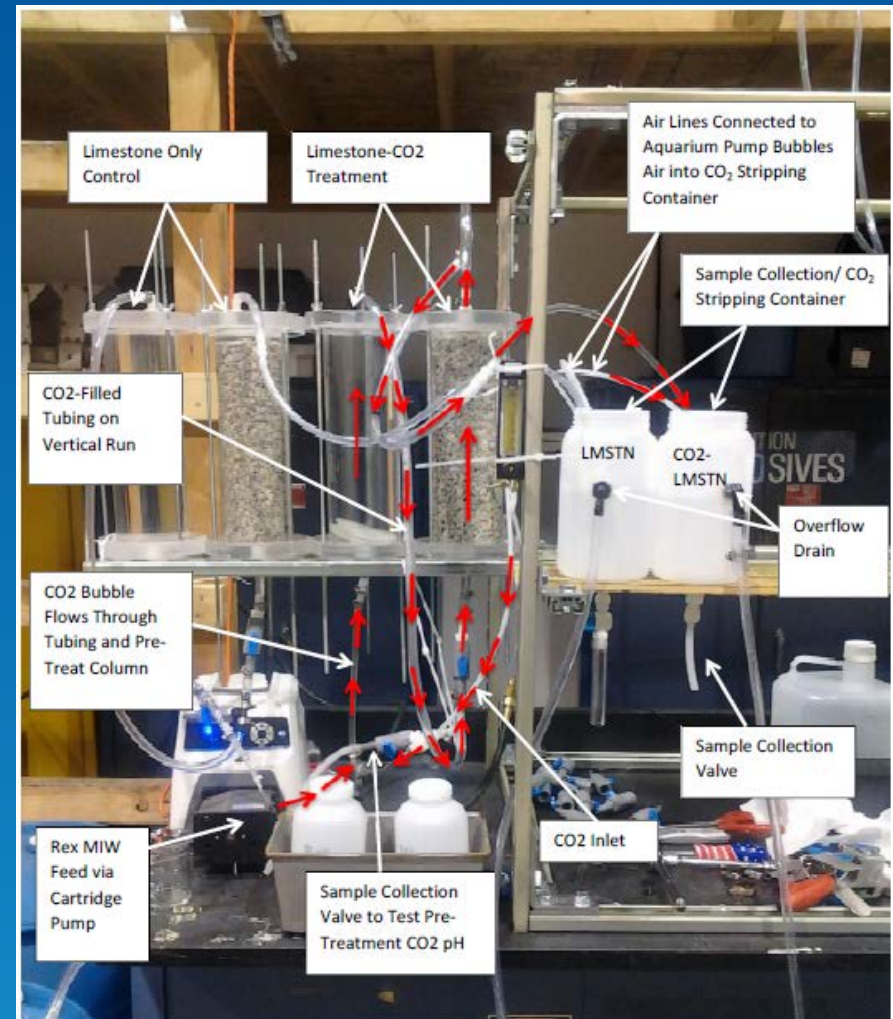 Limestone Only
Control
Limestone-CO2
Treatment
Air Lines Connected to
Aquarium Pump Bubbles
Air into CO₂ Stripping
Container
Sample Collection/ CO₂
Stripping Container
CO2-Filled
Tubing on
Vertical Run
LMSTN
CO2-
LMSTN
SIVES
Overflow
Drain
CO2 Bubble
Flows Through
Tubing and Pre-
Treat Column
Sample Collection
Valve
Rex MIW
Feed via
Cartridge
Pump
Sample Collection
Valve to Test Pre-
Treatment CO2 pH
CO2 Inlet